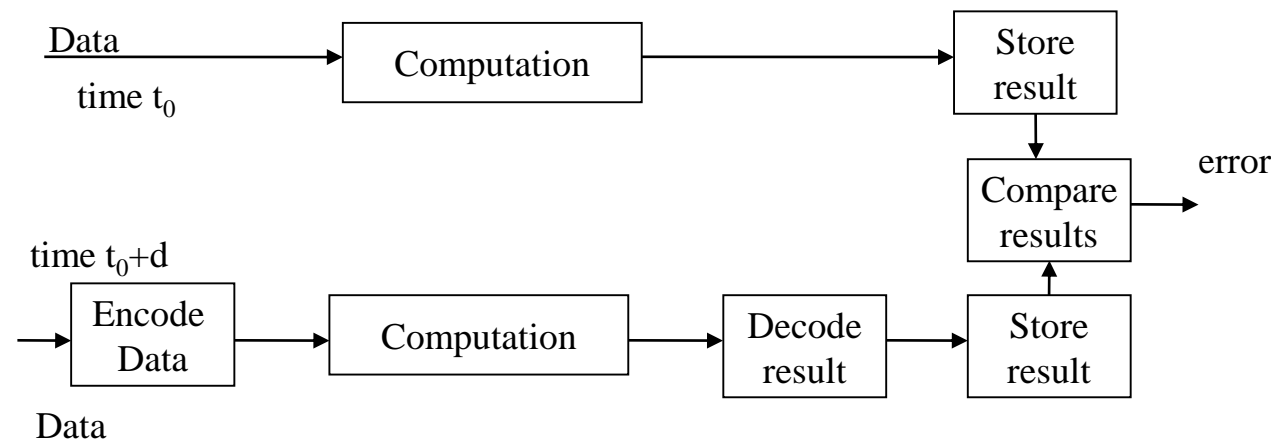 Data
time t₀
Computation
Store
result
Compare
results
error
time t₀+d
Encode
Data
Computation
Decode
result
Store
result
Data